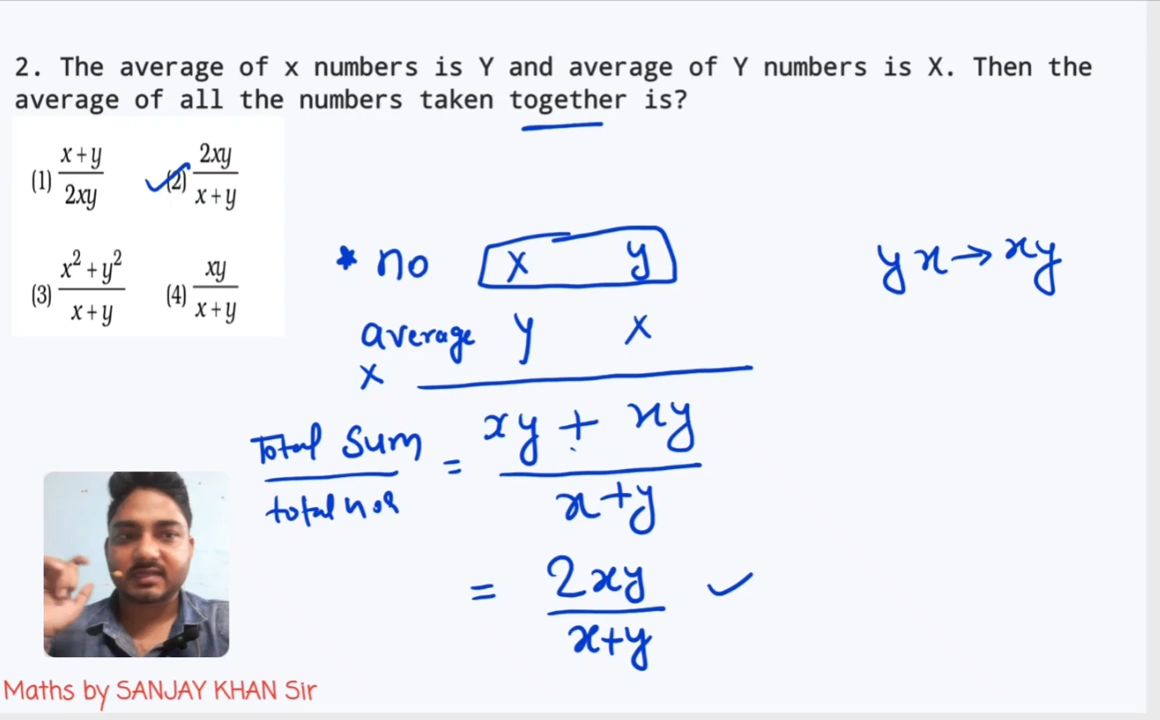 2. The average of x numbers is Y and average of Y numbers is X. Then the
average of all the numbers taken together is?
(1) x+y / 2xy (2) 2xy / x+y
(3) x² + y² / x+y (4) xy / x+y
* no x y
yx → xy
average y x
x
Total Sum / total nos = xy + xy / x+y
= 2xy / x+y ✓
Maths by SANJAY KHAN Sir